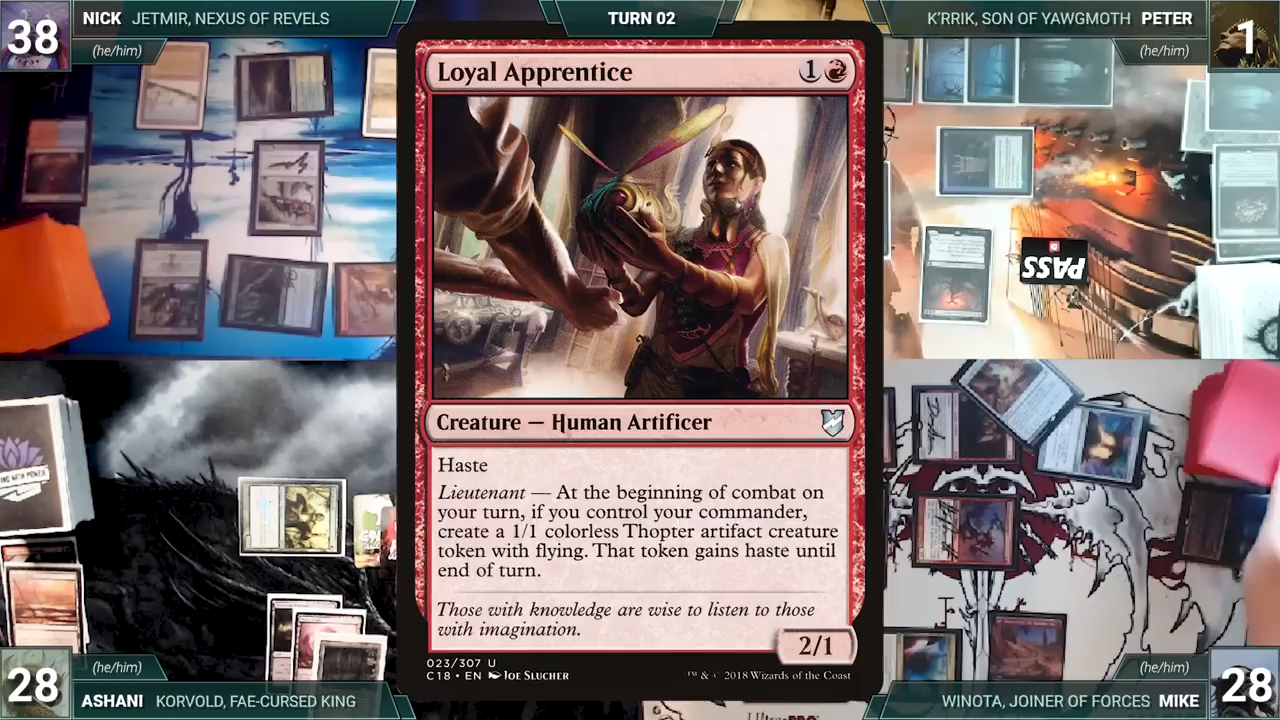 38
NICK JETMIR, NEXUS OF REVELS
(he/him)
TURN 02
K'RRIK, SON OF YAWGMOTH PETER
(he/him)
1
Loyal Apprentice 1
Creature — Human Artificer
Haste
Lieutenant — At the beginning of combat on
your turn, if you control your commander,
create a 1/1 colorless Thopter artifact creature
token with flying. That token gains haste until
end of turn.
Those with knowledge are wise to listen to those
with imagination.
2/1
023/307 U
C18 • EN JOE SLUCHER
™ & © 2018 Wizards of the Coast
PASS
28
(he/him)
ASHANI KORVOLD, FAE-CURSED KING
(he/him)
WINOTA, JOINER OF FORCES MIKE
28